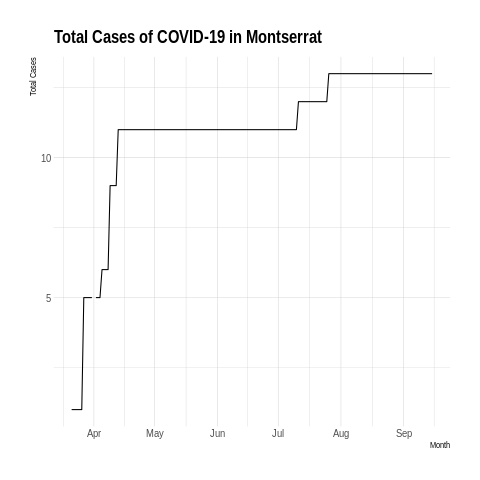 Total Cases of COVID-19 in Montserrat
Total Cases
10
5
Apr May Jun Jul Aug Sep
Month